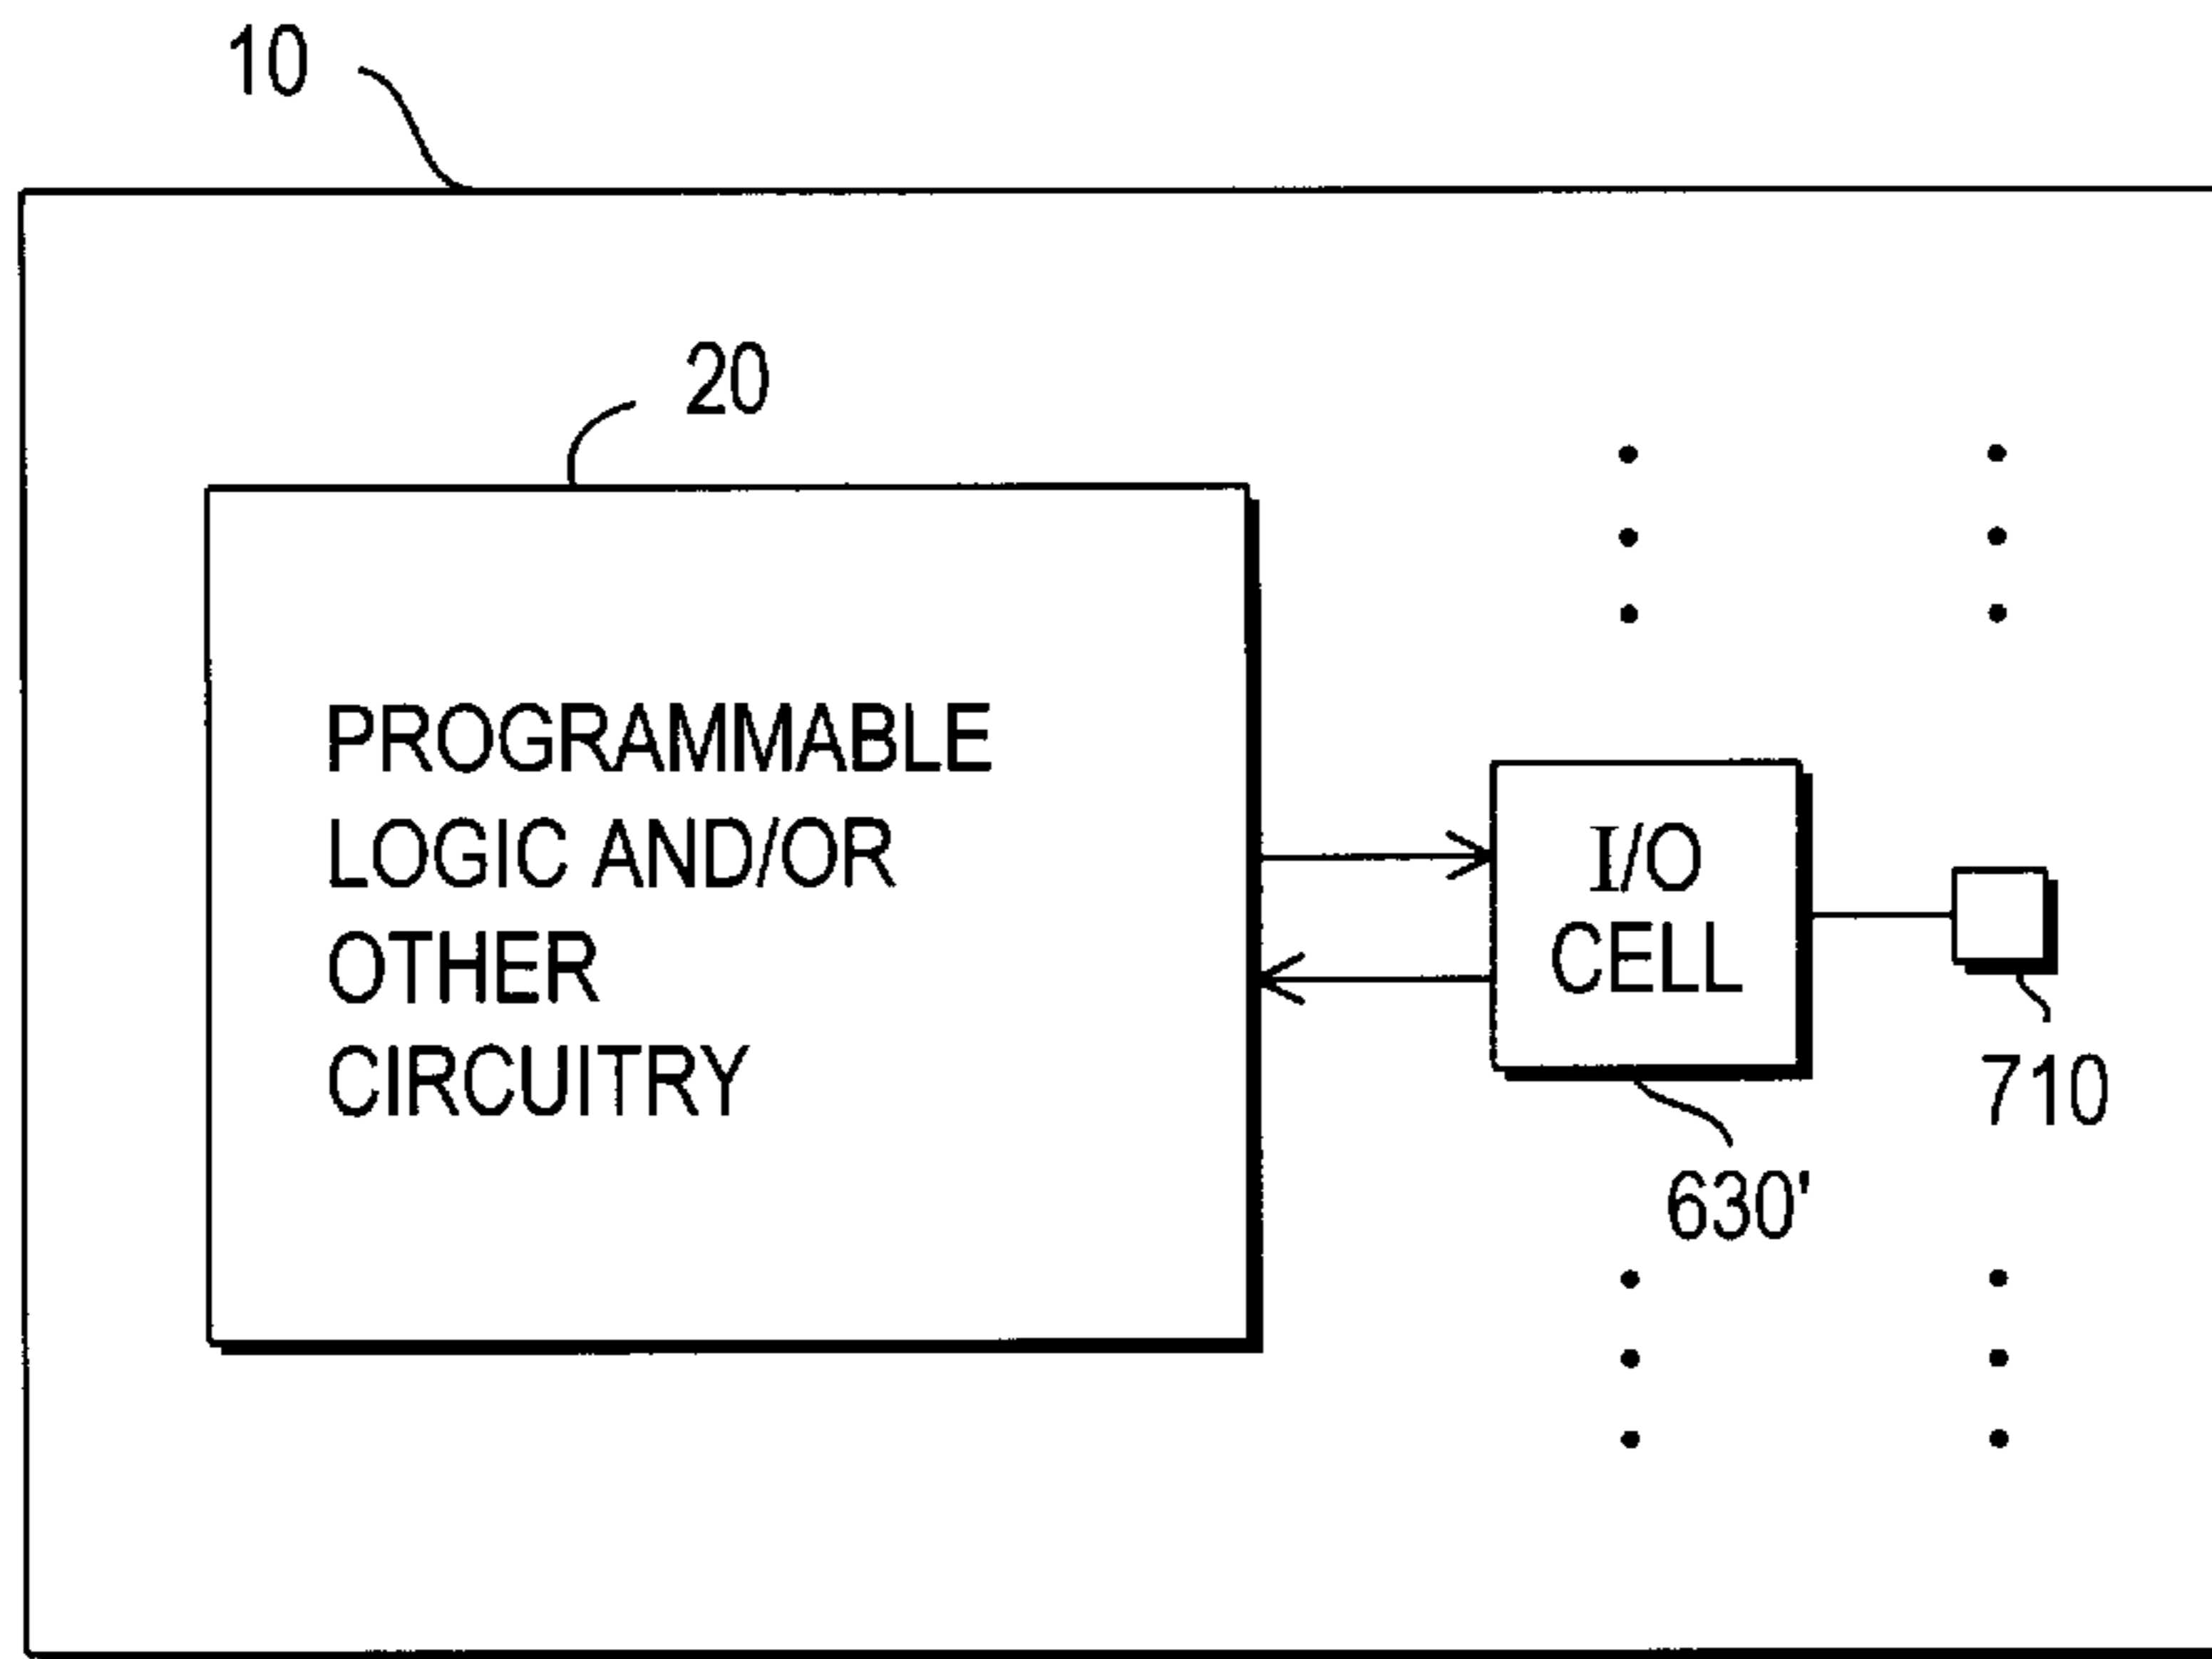 10
20
PROGRAMMABLE
LOGIC AND/OR
OTHER
CIRCUITRY
I/O
CELL
710
630'